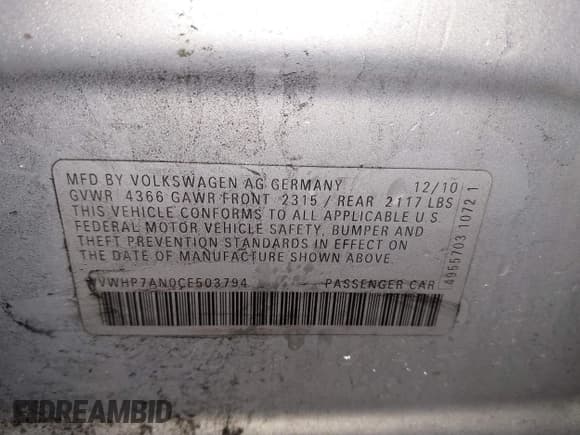 MFD BY VOLKSWAGEN AG GERMANY 12/10
GVWR 4366 GAWR FRONT 2315 / REAR 2117 LBS
THIS VEHICLE CONFORMS TO ALL APPLICABLE U.S.
FEDERAL MOTOR VEHICLE SAFETY, BUMPER AND
THEFT PREVENTION STANDARDS IN EFFECT ON
THE DATE OF MANUFACTURE SHOWN ABOVE.
WVWHP7AN0CE503794 PASSENGER CAR
4955703 1072 1
DREAMBID